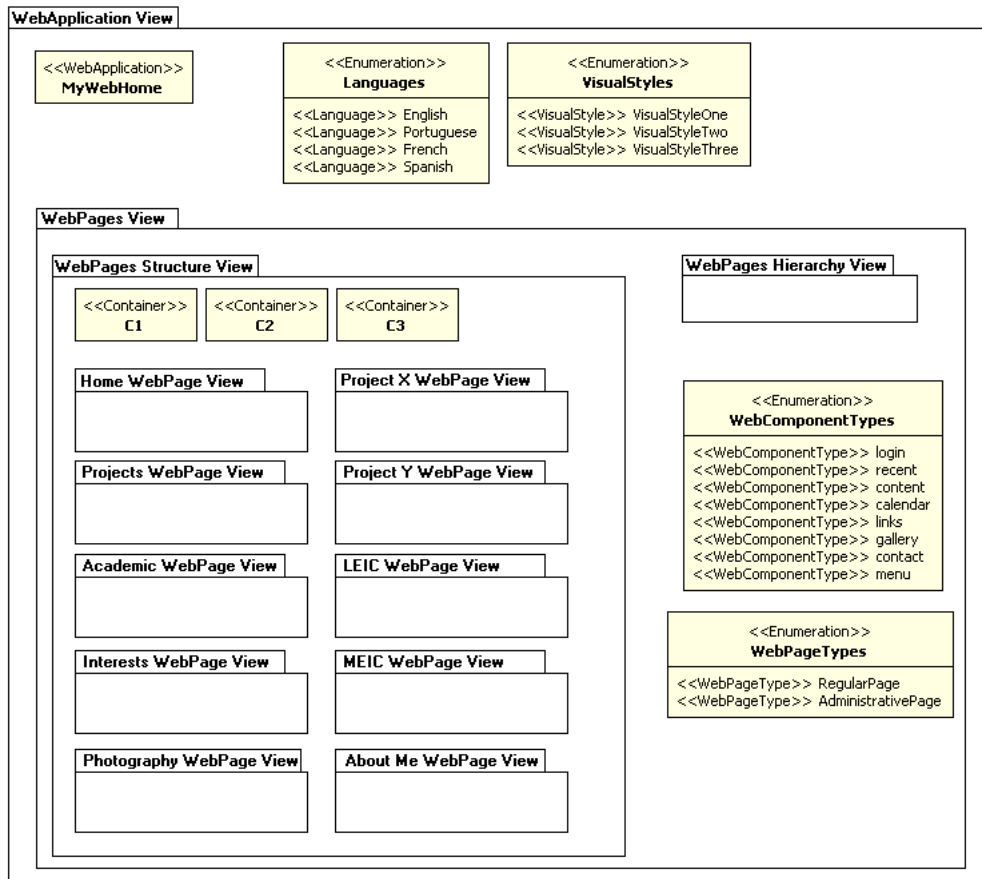 WebApplication View
<<WebApplication>>
MyWebHome
<<Enumeration>>
Languages
<<Language>> English
<<Language>> Portuguese
<<Language>> French
<<Language>> Spanish
<<Enumeration>>
VisualStyles
<<VisualStyle>> VisualStyleOne
<<VisualStyle>> VisualStyleTwo
<<VisualStyle>> VisualStyleThree
WebPages View
WebPages Structure View
<<Container>>
C1
<<Container>>
C2
<<Container>>
C3
Home WebPage View
Project X WebPage View
Projects WebPage View
Project Y WebPage View
Academic WebPage View
LEIC WebPage View
Interests WebPage View
MEIC WebPage View
Photography WebPage View
About Me WebPage View
WebPages Hierarchy View
<<Enumeration>>
WebComponentTypes
<<WebComponentType>> login
<<WebComponentType>> recent
<<WebComponentType>> content
<<WebComponentType>> calendar
<<WebComponentType>> links
<<WebComponentType>> gallery
<<WebComponentType>> contact
<<WebComponentType>> menu
<<Enumeration>>
WebPageTypes
<<WebPageType>> RegularPage
<<WebPageType>> AdministrativePage